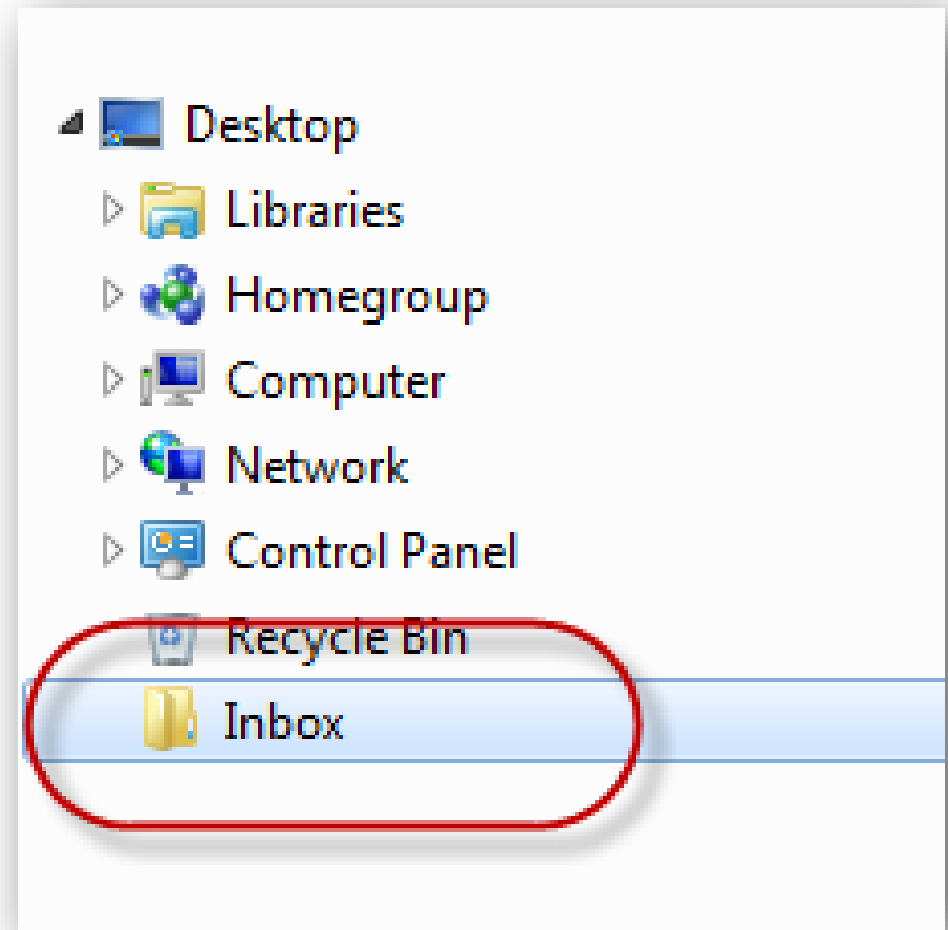 Desktop
Libraries
Homegroup
Computer
Network
Control Panel
Recycle Bin
Inbox